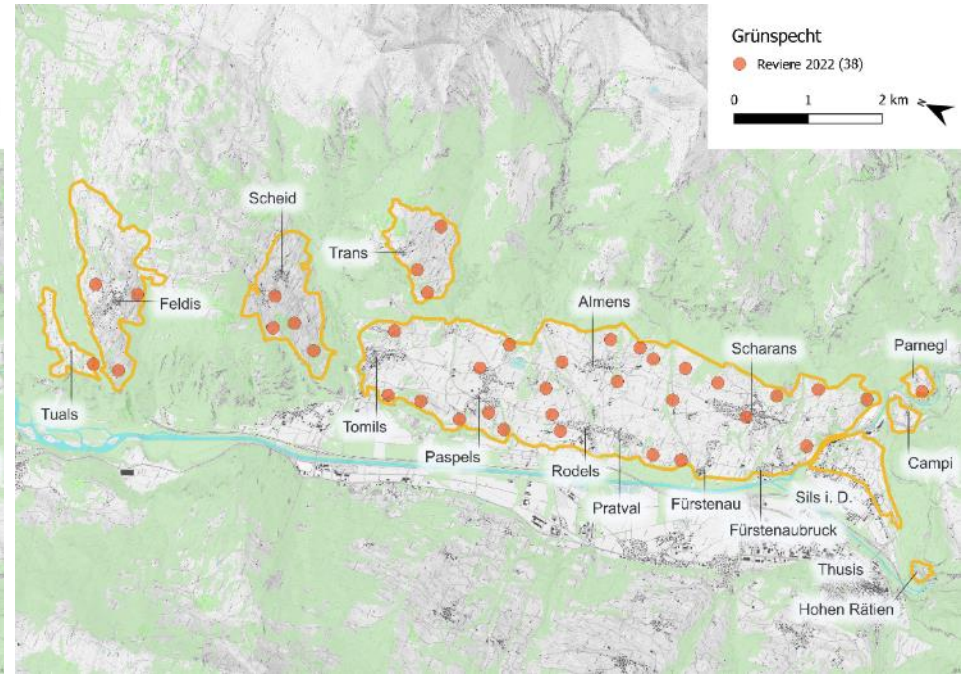 Grünspecht
Reviere 2022 (38)
0 1 2 km
N
Scheid
Trans
Feldis
Almens
Parnegl
Scharans
Tuals
Tomils
Paspels
Campi
Rodels
Sils i. D.
Pratval
Fürstenau
Fürstenaubruck
Thusis
Hohen Rätien